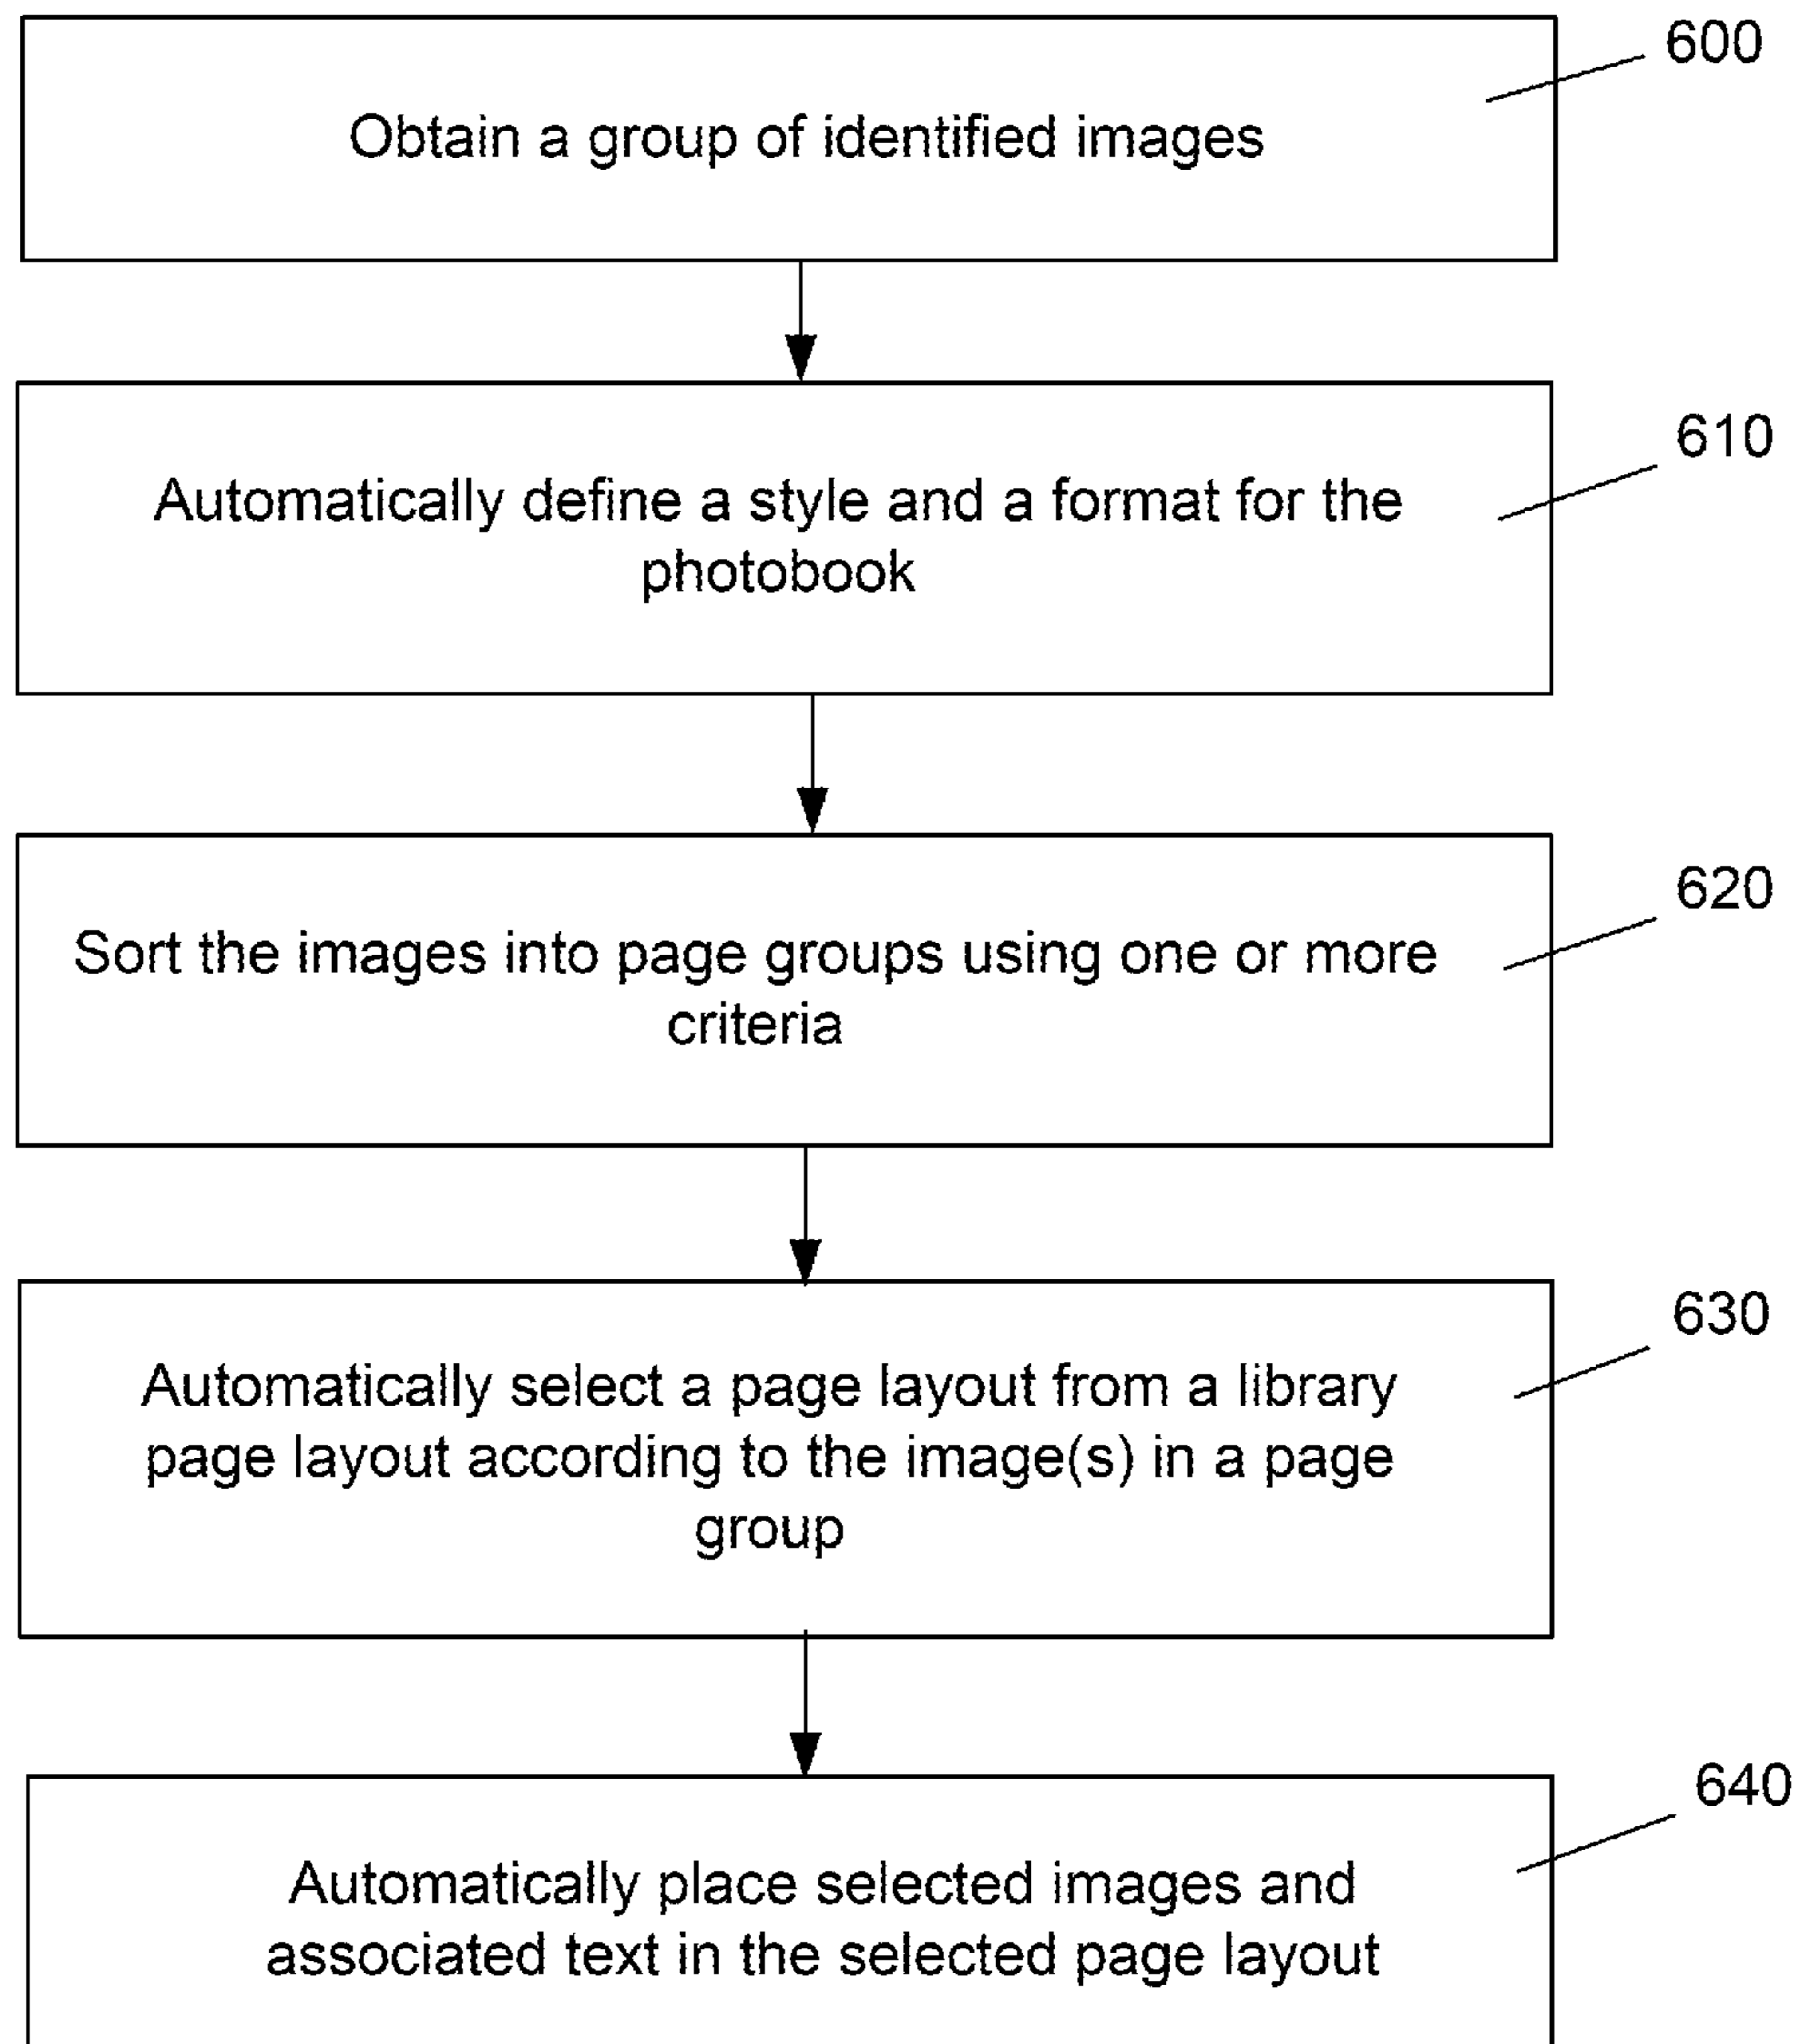 600
Obtain a group of identified images
610
Automatically define a style and a format for the
photobook
620
Sort the images into page groups using one or more
criteria
630
Automatically select a page layout from a library
page layout according to the image(s) in a page
group
640
Automatically place selected images and
associated text in the selected page layout